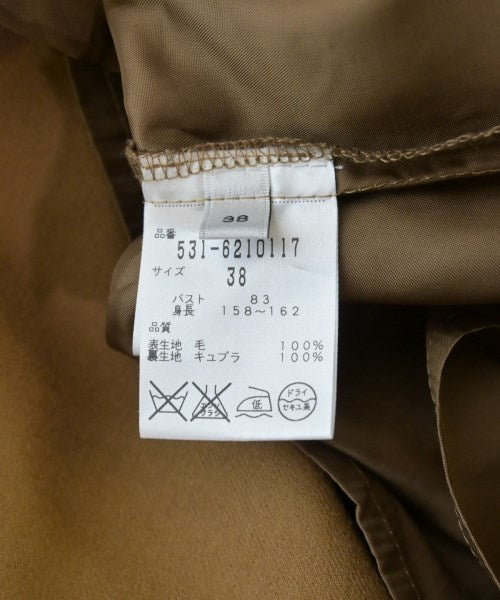 38
品番
531-6210117
サイズ 38
バスト 83
身長 158～162
品質
表生地 毛 100%
裏生地 キュプラ 100%
低
ドライ
セキユ系